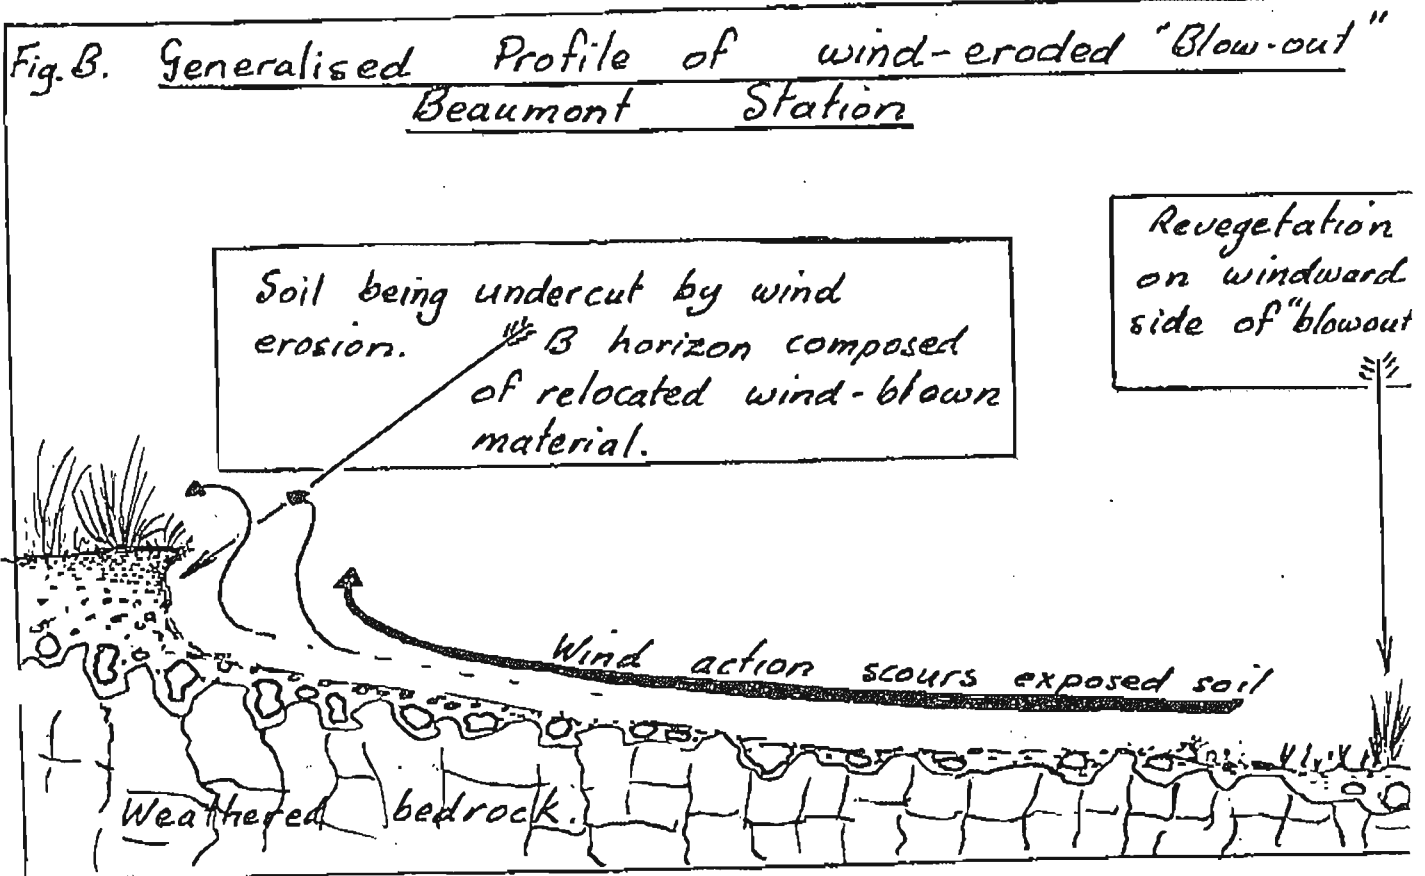 Fig. B. Generalised Profile of wind-eroded "Blow-out"
Beaumont Station
Soil being undercut by wind
erosion.
B horizon composed
of relocated wind-blown
material.
Revegetation
on windward
side of "blowout
Wind action scours exposed soil
Weathered bedrock.